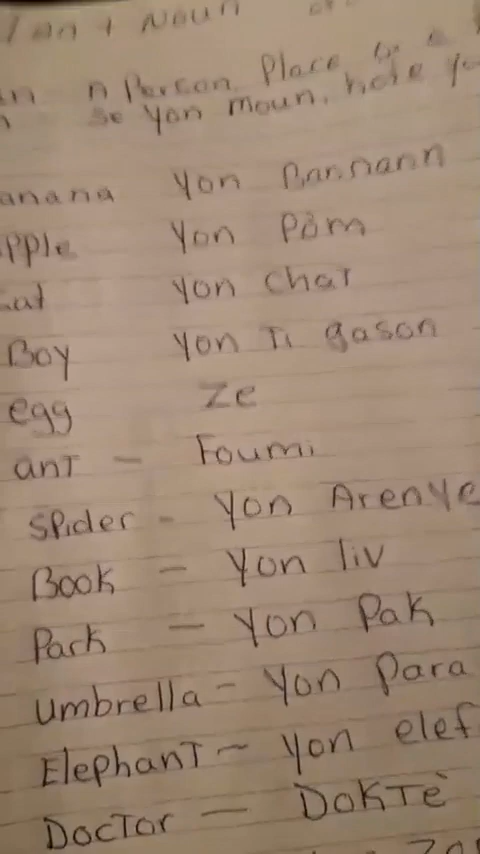 an + Noun
n Person, Place
se yon moun,
anana yon Bannann
pple yon Pòm
at yon Chat
Boy yon Ti gason
egg ze
anT - Foumi
Spider - yon Arenye
Book - yon liv
Park - yon Pak
Umbrella - yon Para
ElephanT - yon elef
DocTor - DokTè